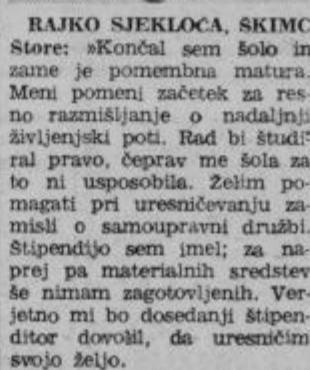 RAJKO SJEKLOČA, ŠKIMC
Store: »Končal sem šolo in
zame je pomembna matura.
Meni pomeni začetek za res-
no razmišljanje o nadaljnji
življenjski poti. Rad bi študi-
ral pravo, čeprav me šola za
to ni usposobila. Želim po-
magati pri uresničevanju za-
misli o samoupravni družbi.
Štipendijo sem imel; za na-
prej pa materialnih sredstev
še nimam zagotovljenih. Ver-
jetno mi bo dosedanji štipen-
ditor dovolil, da uresničim
svojo željo.